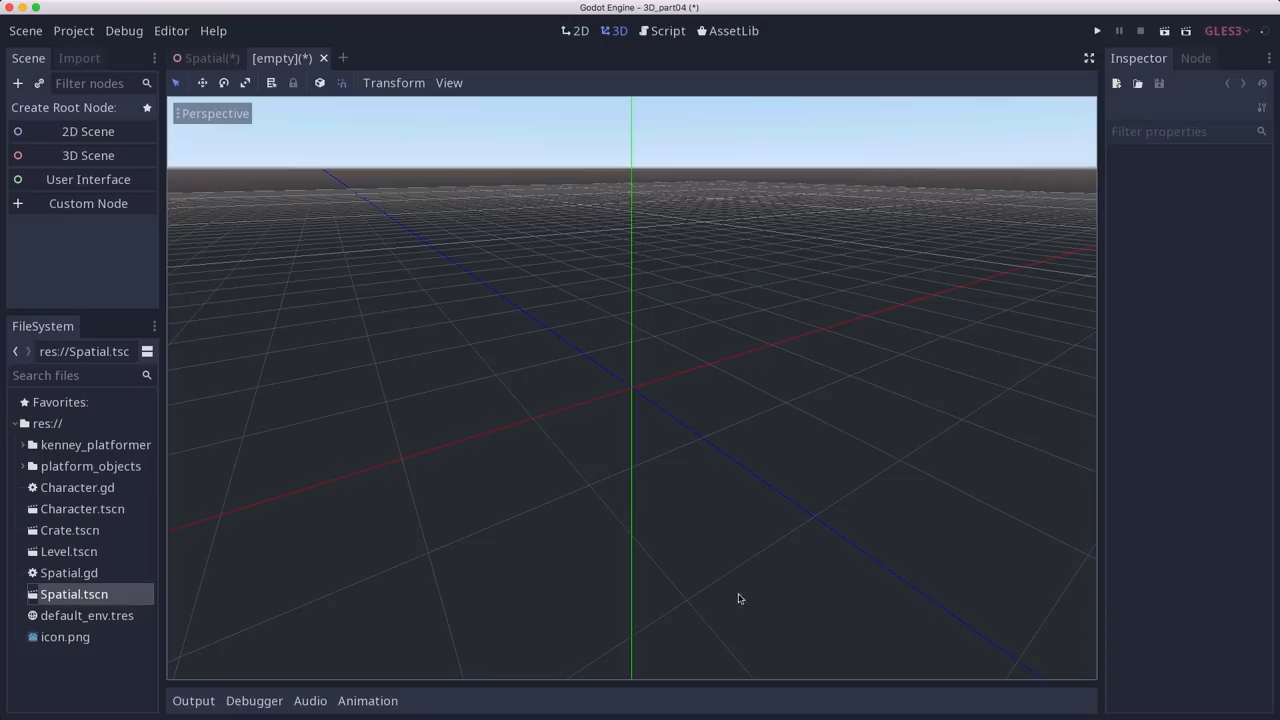 Godot Engine - 3D_part04 (*)
Scene Project Debug Editor Help 2D 3D Script AssetLib GLES3
Scene Import Spatial(*) [empty](*) Inspector Node
Filter nodes Transform View
Create Root Node:
Perspective
2D Scene
Filter properties
3D Scene
User Interface
Custom Node
FileSystem
res://Spatial.tsc
Search files
Favorites:
res://
kenney_platformer
platform_objects
Character.gd
Character.tscn
Crate.tscn
Level.tscn
Spatial.gd
Spatial.tscn
default_env.tres
icon.png
Output Debugger Audio Animation